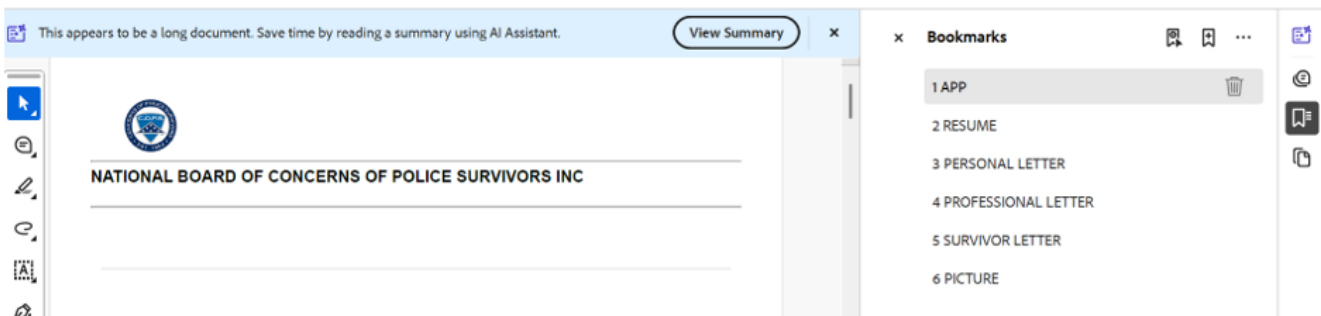 This appears to be a long document. Save time by reading a summary using AI Assistant.
View Summary
Bookmarks
1 APP
2 RESUME
3 PERSONAL LETTER
4 PROFESSIONAL LETTER
5 SURVIVOR LETTER
6 PICTURE
C.O.P.S.
NATIONAL BOARD OF CONCERNS OF POLICE SURVIVORS INC